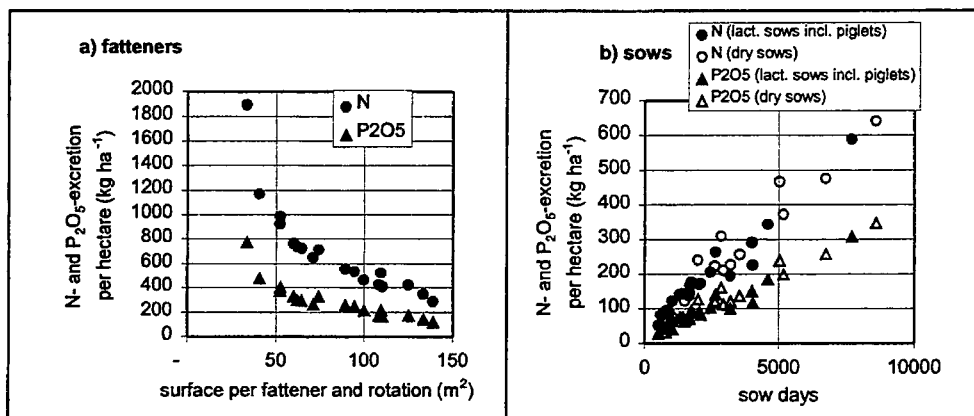 a) fatteners
N
P2O5
N- and P₂O₅-excretion
per hectare (kg ha⁻¹)
2000
1800
1600
1400
1200
1000
800
600
400
200
0
-
50
100
150
surface per fattener and rotation (m²)
b) sows
N (lact. sows incl. piglets)
N (dry sows)
P2O5 (lact. sows incl. piglets)
P2O5 (dry sows)
N- and P₂O₅-excretion
per hectare (kg ha⁻¹)
700
600
500
400
300
200
100
0
0
5000
10000
sow days